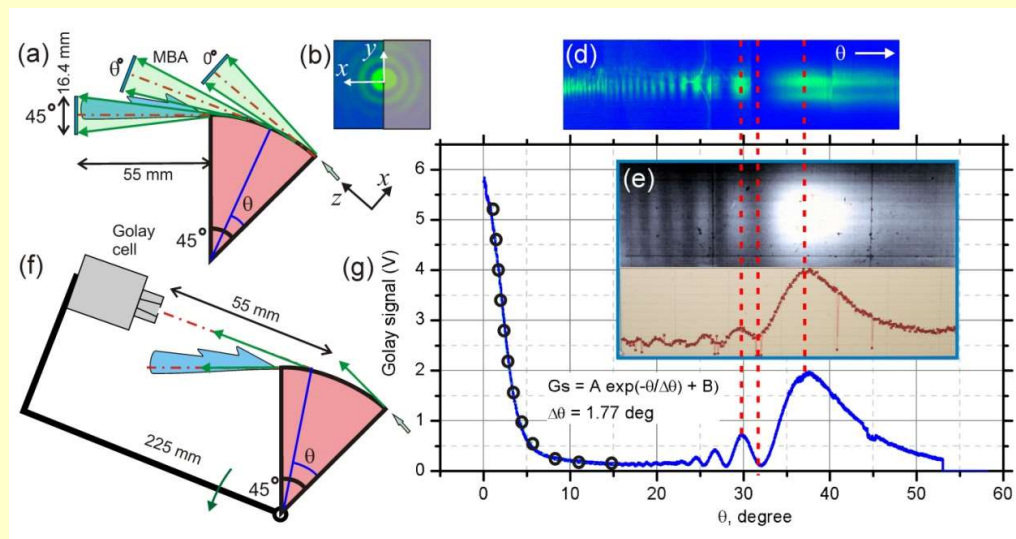 (a)
MBA
0°
θ°
16.4 mm
45°
55 mm
θ
45°
z
x
(b)
y
x
(d)
θ
(e)
(f)
Golay
cell
55 mm
225 mm
θ
45°
(g)
Golay signal (V)
6
5
4
3
2
1
0
Gs = A exp(-θ/Δθ) + B)
Δθ = 1.77 deg
0 10 20 30 40 50 60
θ, degree